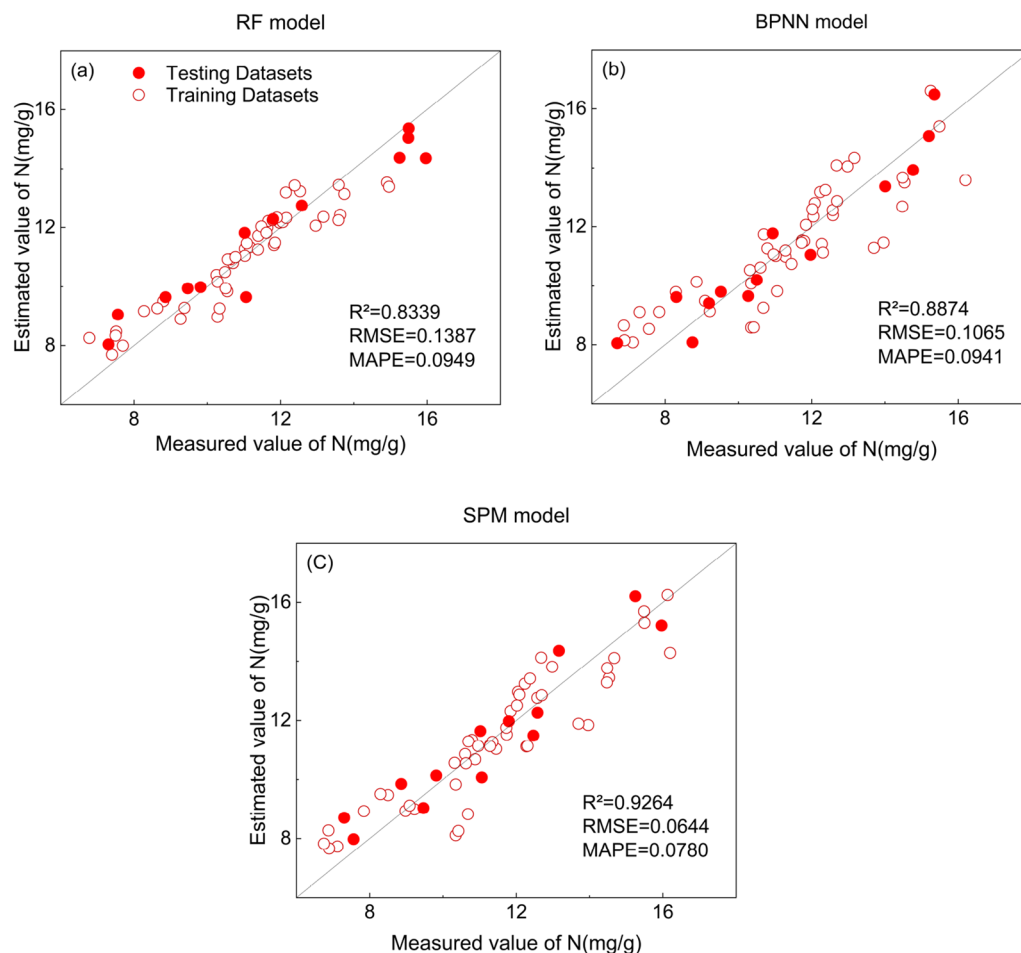 RF model
(a)
Testing Datasets
Training Datasets
Estimated value of N(mg/g)
16
12
8
R²=0.8339
RMSE=0.1387
MAPE=0.0949
8 12 16
Measured value of N(mg/g)
BPNN model
(b)
Estimated value of N(mg/g)
16
12
8
R²=0.8874
RMSE=0.1065
MAPE=0.0941
8 12 16
Measured value of N(mg/g)
SPM model
(C)
Estimated value of N(mg/g)
16
12
8
R²=0.9264
RMSE=0.0644
MAPE=0.0780
8 12 16
Measured value of N(mg/g)